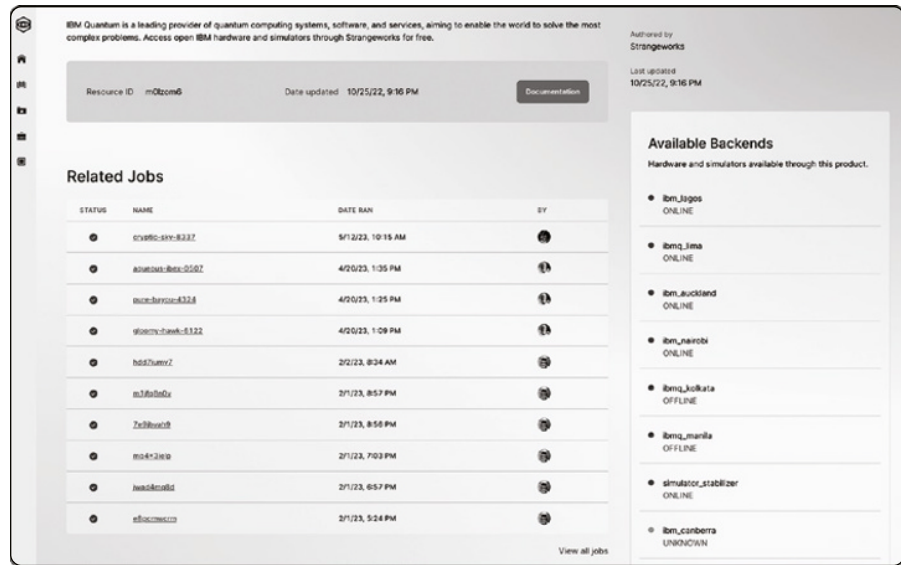 IBM Quantum is a leading provider of quantum computing systems, software, and services, aiming to enable the world to solve the most
complex problems. Access open IBM hardware and simulators through Strangeworks for free.
Authored by
Strangeworks
Last updated
10/25/22, 9:16 PM
Resource ID
Date updated 10/25/22, 9:16 PM
Documentation
Related Jobs
STATUS NAME DATE RAN BY
cryptic-sky-8337 5/12/23, 10:15 AM
aqueous-ibex-0507 4/20/23, 1:35 PM
pure-bayou-4324 4/20/23, 1:25 PM
gloomy-hawk-6122 4/20/23, 1:09 PM
2/2/23, 8:34 AM
2/1/23, 8:57 PM
2/1/23, 8:56 PM
2/1/23, 7:03 PM
2/1/23, 6:57 PM
2/1/23, 5:24 PM
View all jobs
Available Backends
Hardware and simulators available through this product.
ibm_lagos
ONLINE
ibmq_lima
ONLINE
ibm_auckland
ONLINE
ibm_nairobi
ONLINE
ibmq_kolkata
OFFLINE
ibmq_manila
OFFLINE
simulator_stabilizer
ONLINE
ibm_canberra
UNKNOWN